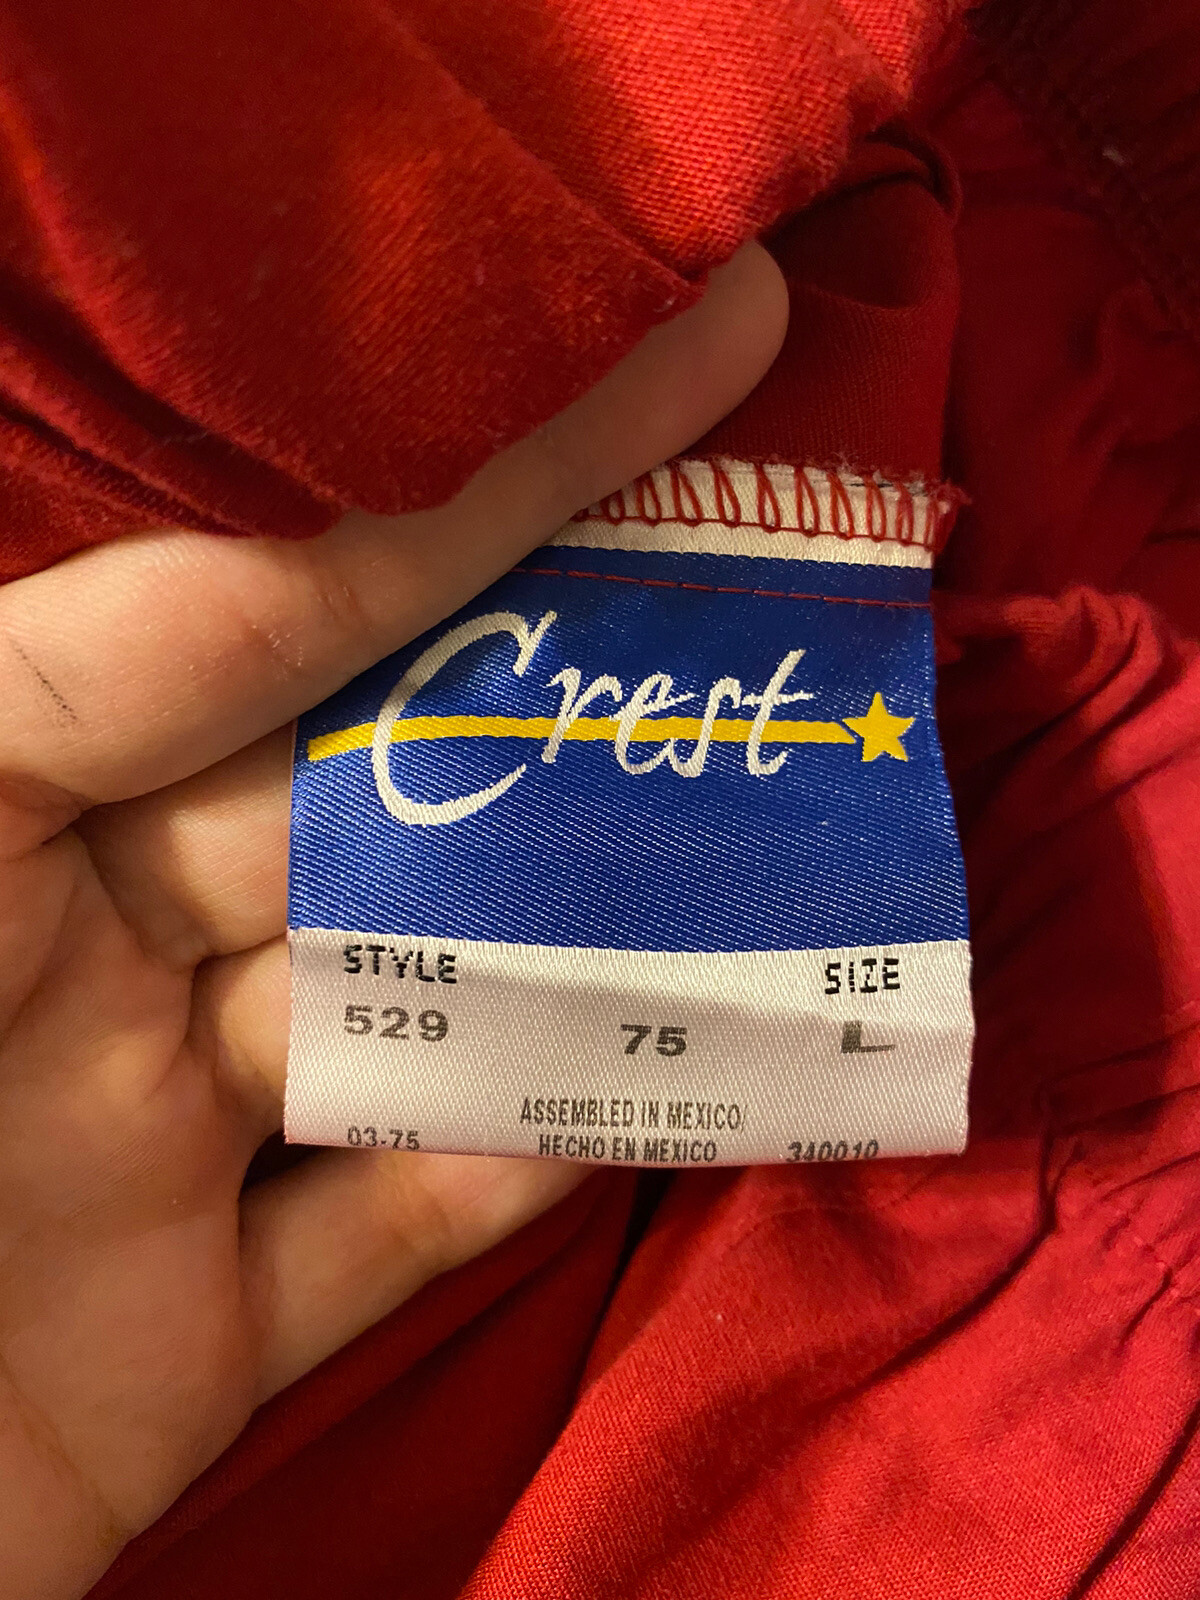 Crest
STYLE SIZE
529 75 L
ASSEMBLED IN MEXICO/
03-75 HECHO EN MEXICO 340010